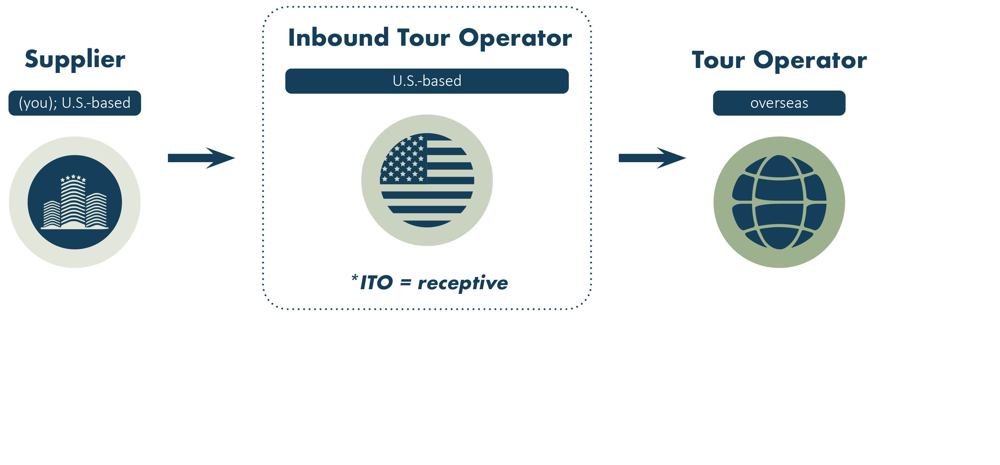 Supplier
(you); U.S.-based
Inbound Tour Operator
U.S.-based
*ITO = receptive
Tour Operator
overseas